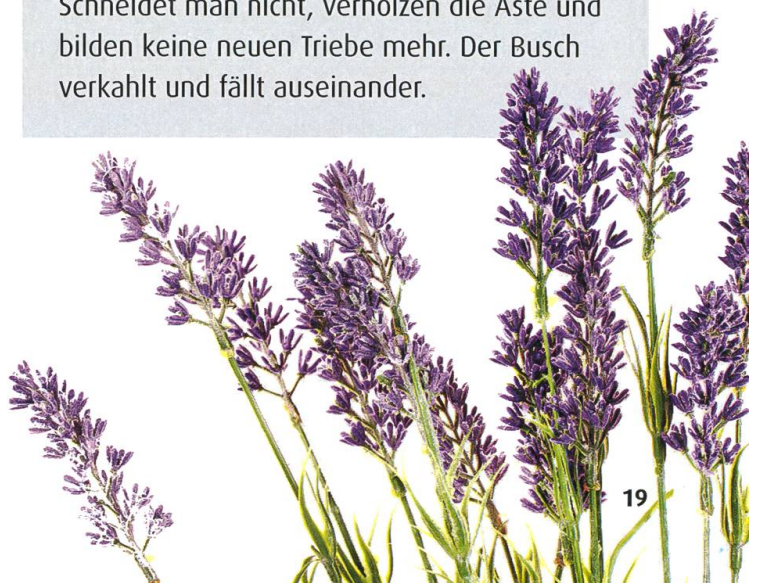 Schneidet man nicht, verholzen die Äste und
bilden keine neuen Triebe mehr. Der Busch
verkahlt und fällt auseinander.
19